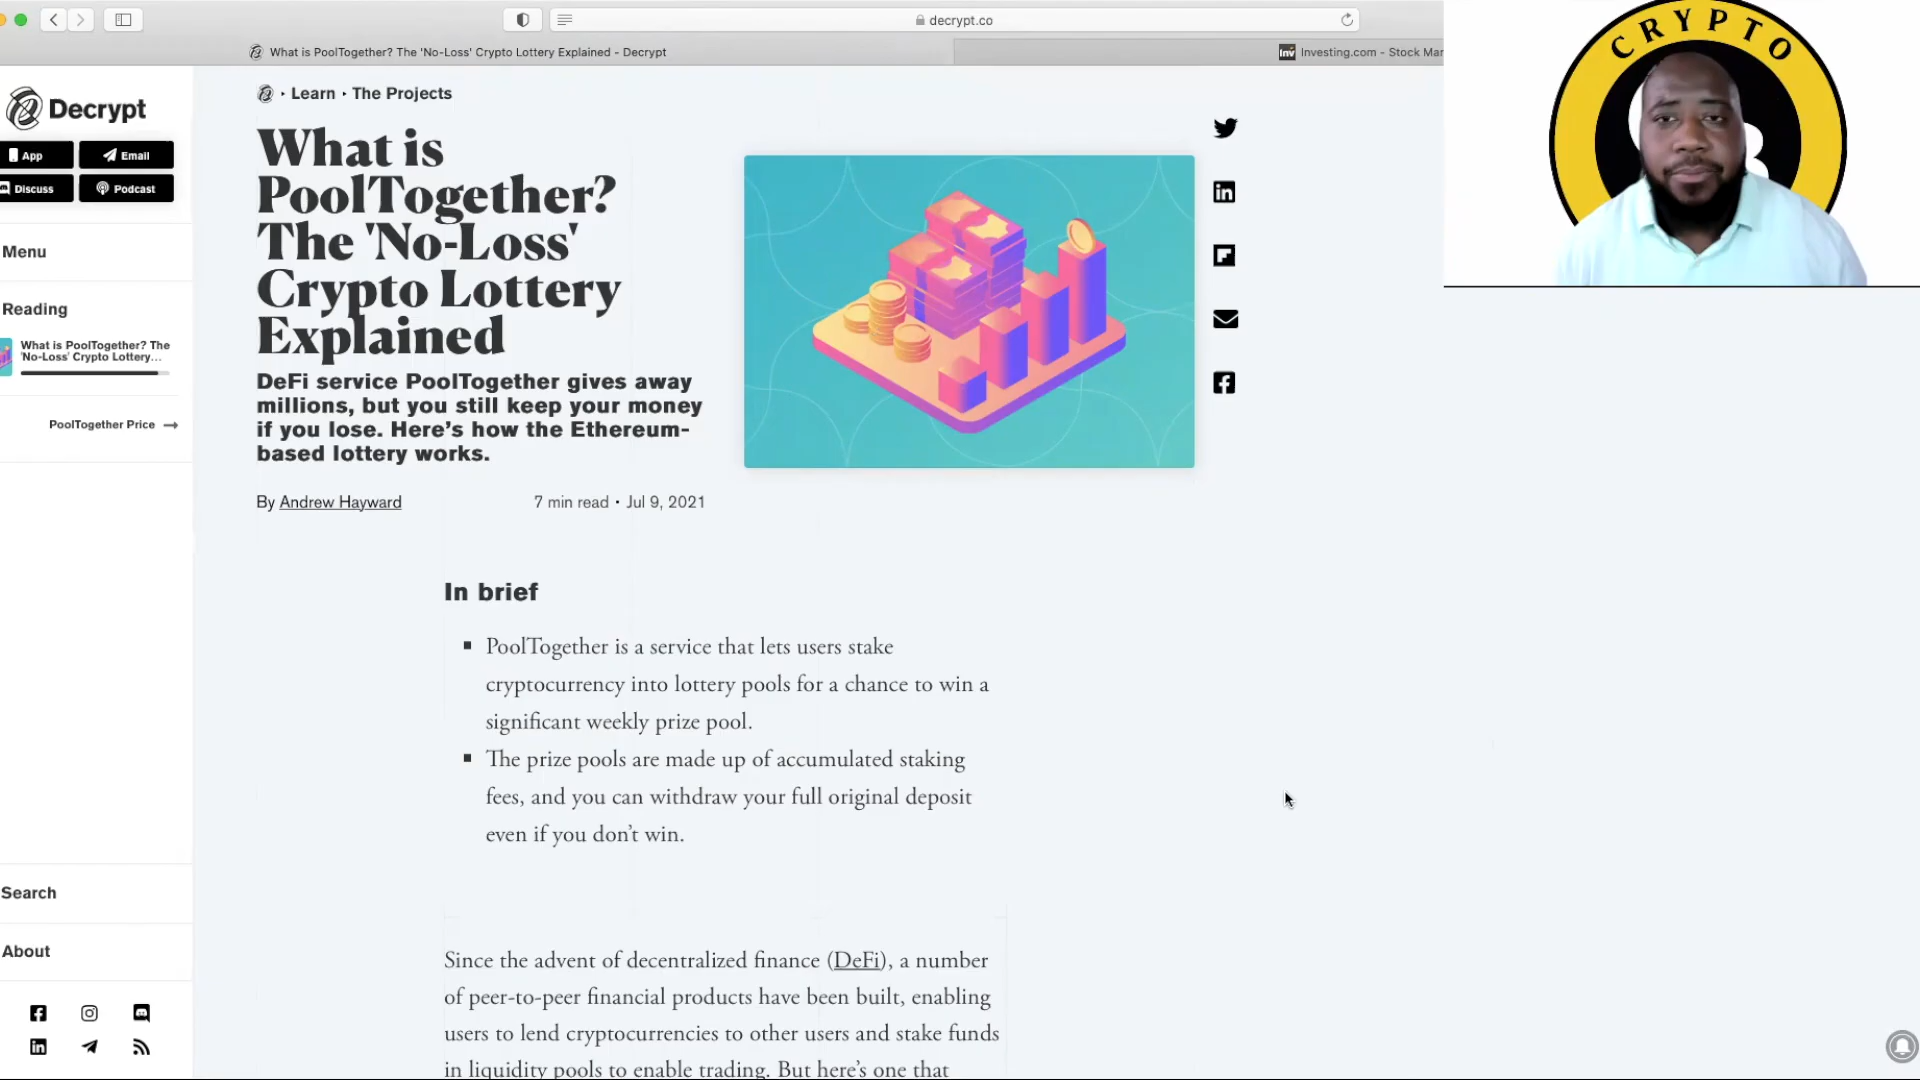 decrypt.co
What is PoolTogether? The 'No-Loss' Crypto Lottery Explained - Decrypt
Investing.com - Stock Mar
CRYPTO
Decrypt
App
Email
Discuss
Podcast
Menu
Reading
What is PoolTogether? The
'No-Loss' Crypto Lottery...
PoolTogether Price →
Search
About
· Learn · The Projects
What is
PoolTogether?
The 'No-Loss'
Crypto Lottery
Explained
DeFi service PoolTogether gives away
millions, but you still keep your money
if you lose. Here's how the Ethereum-
based lottery works.
By Andrew Hayward
7 min read • Jul 9, 2021
In brief
▪ PoolTogether is a service that lets users stake
cryptocurrency into lottery pools for a chance to win a
significant weekly prize pool.
▪ The prize pools are made up of accumulated staking
fees, and you can withdraw your full original deposit
even if you don't win.
Since the advent of decentralized finance (DeFi), a number
of peer-to-peer financial products have been built, enabling
users to lend cryptocurrencies to other users and stake funds
in liquidity pools to enable trading. But here's one that